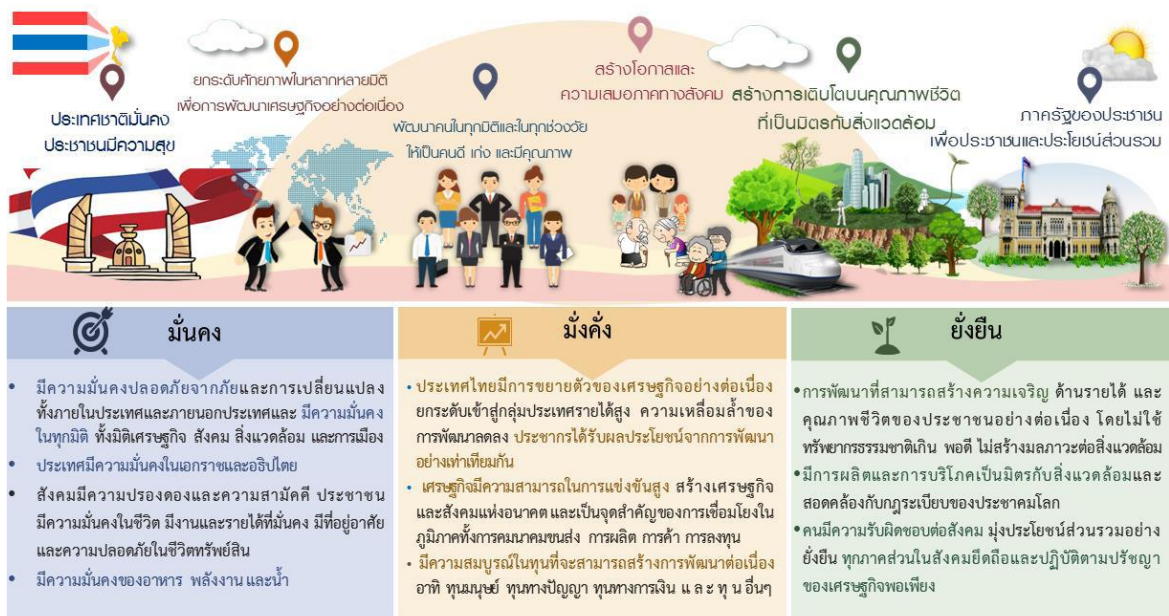 ประเทศชาติมั่นคง
ประชาชนมีความสุข
ยกระดับศักยภาพในหลากหลายมิติ
เพื่อการพัฒนาเศรษฐกิจอย่างต่อเนื่อง
พัฒนาคนในทุกมิติและในทุกช่วงวัย
ให้เป็นคนดี เก่ง และมีคุณภาพ
สร้างโอกาสและ
ความเสมอภาคทางสังคม
สร้างการเติบโตบนคุณภาพชีวิต
ที่เป็นมิตรกับสิ่งแวดล้อม
ภาครัฐของประชาชน
เพื่อประชาชนและประโยชน์ส่วนรวม
มั่นคง
• มีความมั่นคงปลอดภัยจากภัยและการเปลี่ยนแปลง
ทั้งภายในประเทศและภายนอกประเทศและ มีความมั่นคง
ในทุกมิติ ทั้งมิติเศรษฐกิจ สังคม สิ่งแวดล้อม และการเมือง
• ประเทศมีความมั่นคงในเอกราชและอธิปไตย
• สังคมมีความปรองดองและความสามัคคี ประชาชน
มีความมั่นคงในชีวิต มีงานและรายได้ที่มั่นคง มีที่อยู่อาศัย
และความปลอดภัยในชีวิตทรัพย์สิน
• มีความมั่นคงของอาหาร พลังงาน และน้ำ
มั่งคั่ง
• ประเทศไทยมีการขยายตัวของเศรษฐกิจอย่างต่อเนื่อง
ยกระดับเข้าสู่กลุ่มประเทศรายได้สูง ความเหลื่อมล้ำของ
การพัฒนาลดลง ประชากรได้รับผลประโยชน์จากการพัฒนา
อย่างเท่าเทียมกัน
• เศรษฐกิจมีความสามารถในการแข่งขันสูง สร้างเศรษฐกิจ
และสังคมแห่งอนาคต และเป็นจุดสำคัญของการเชื่อมโยงใน
ภูมิภาคทั้งการคมนาคมขนส่ง การผลิต การค้า การลงทุน
• มีความสมบูรณ์ในทุนที่จะสามารถสร้างการพัฒนาต่อเนื่อง
อาทิ ทุนมนุษย์ ทุนทางปัญญา ทุนทางการเงิน และทุนอื่นๆ
ยั่งยืน
• การพัฒนาที่สามารถสร้างความเจริญ ด้านรายได้ และ
คุณภาพชีวิตของประชาชนอย่างต่อเนื่อง โดยไม่ใช้
ทรัพยากรธรรมชาติเกิน พอดี ไม่สร้างมลภาวะต่อสิ่งแวดล้อม
• มีการผลิตและการบริโภคเป็นมิตรกับสิ่งแวดล้อมและ
สอดคล้องกับกฎระเบียบของประชาคมโลก
• คนมีความรับผิดชอบต่อสังคม มุ่งประโยชน์ส่วนรวมอย่าง
ยั่งยืน ทุกภาคส่วนในสังคมยึดถือและปฏิบัติตามปรัชญา
ของเศรษฐกิจพอเพียง